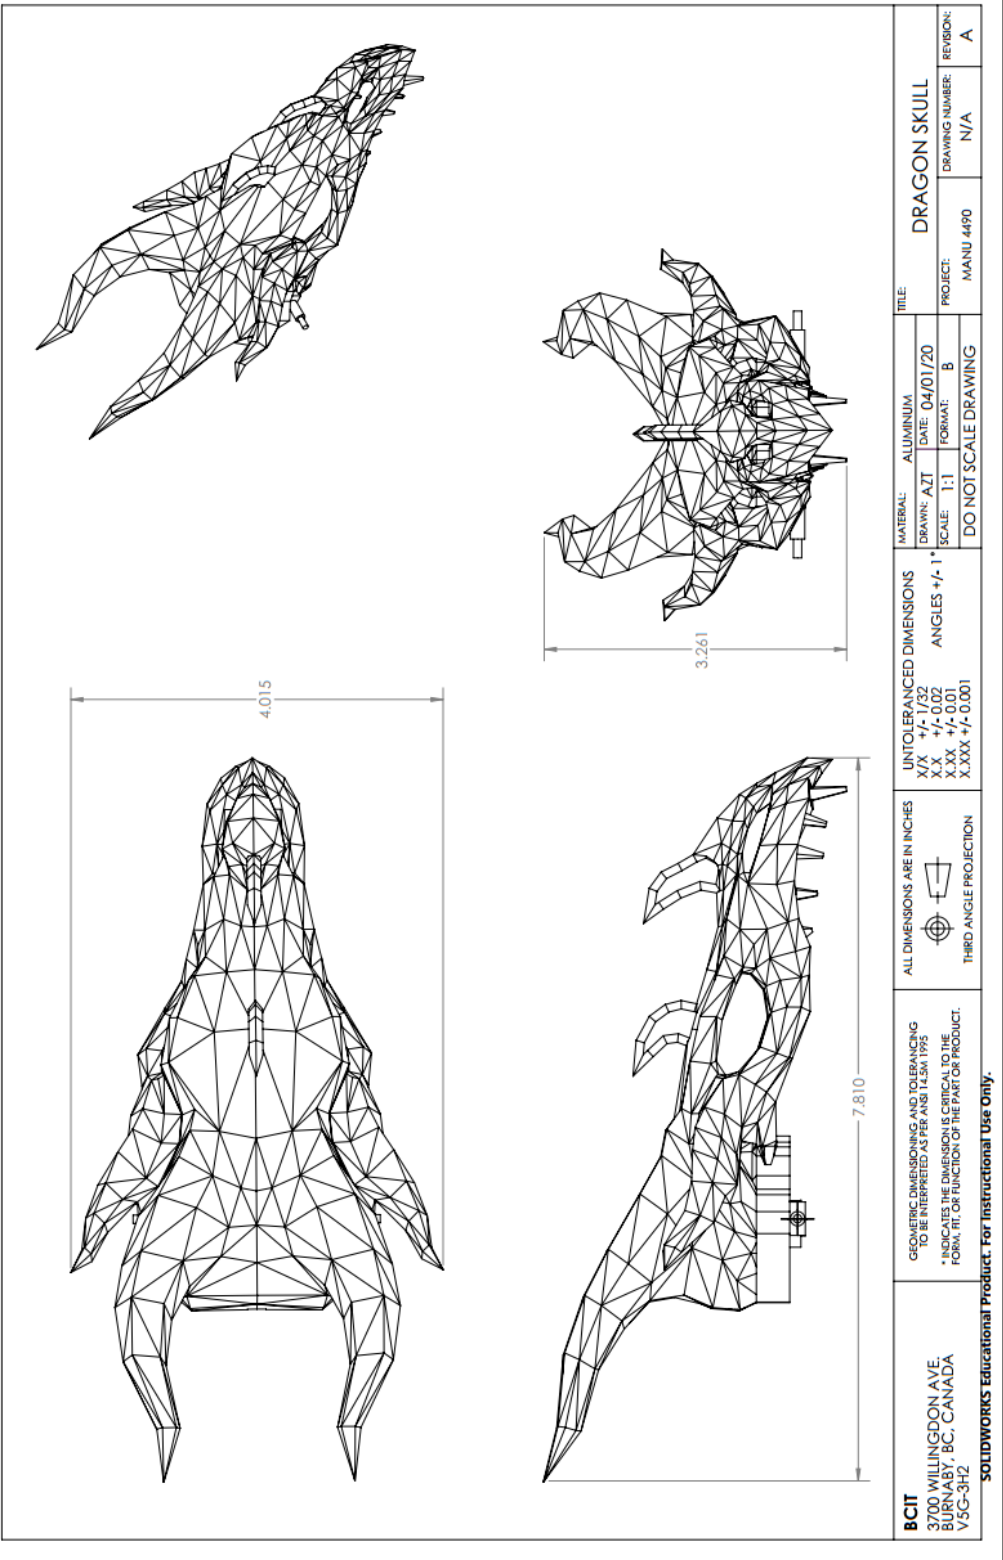 4.015
3.261
7.810
BCIT
3700 WILLINGDON AVE.
BURNABY, BC, CANADA
V5G-3H2
GEOMETRIC DIMENSIONING AND TOLERANCING
TO BE INTERPRETED AS PER ANSI 14.5M 1995
* INDICATES THE DIMENSION IS CRITICAL TO THE
FORM, FIT, OR FUNCTION OF THE PART OR PRODUCT.
ALL DIMENSIONS ARE IN INCHES
THIRD ANGLE PROJECTION
UNTOLERANCED DIMENSIONS
X/X +/- 1/32
X.X +/- 0.02
X.XX +/- 0.01
X.XXX +/- 0.001
ANGLES +/- 1°
MATERIAL: ALUMINUM
DRAWN: AZT DATE: 04/01/20
SCALE: 1:1 FORMAT: B
DO NOT SCALE DRAWING
TITLE:
DRAGON SKULL
PROJECT:
MANU 4490
DRAWING NUMBER:
N/A
REVISION:
A
SOLIDWORKS Educational Product. For Instructional Use Only.